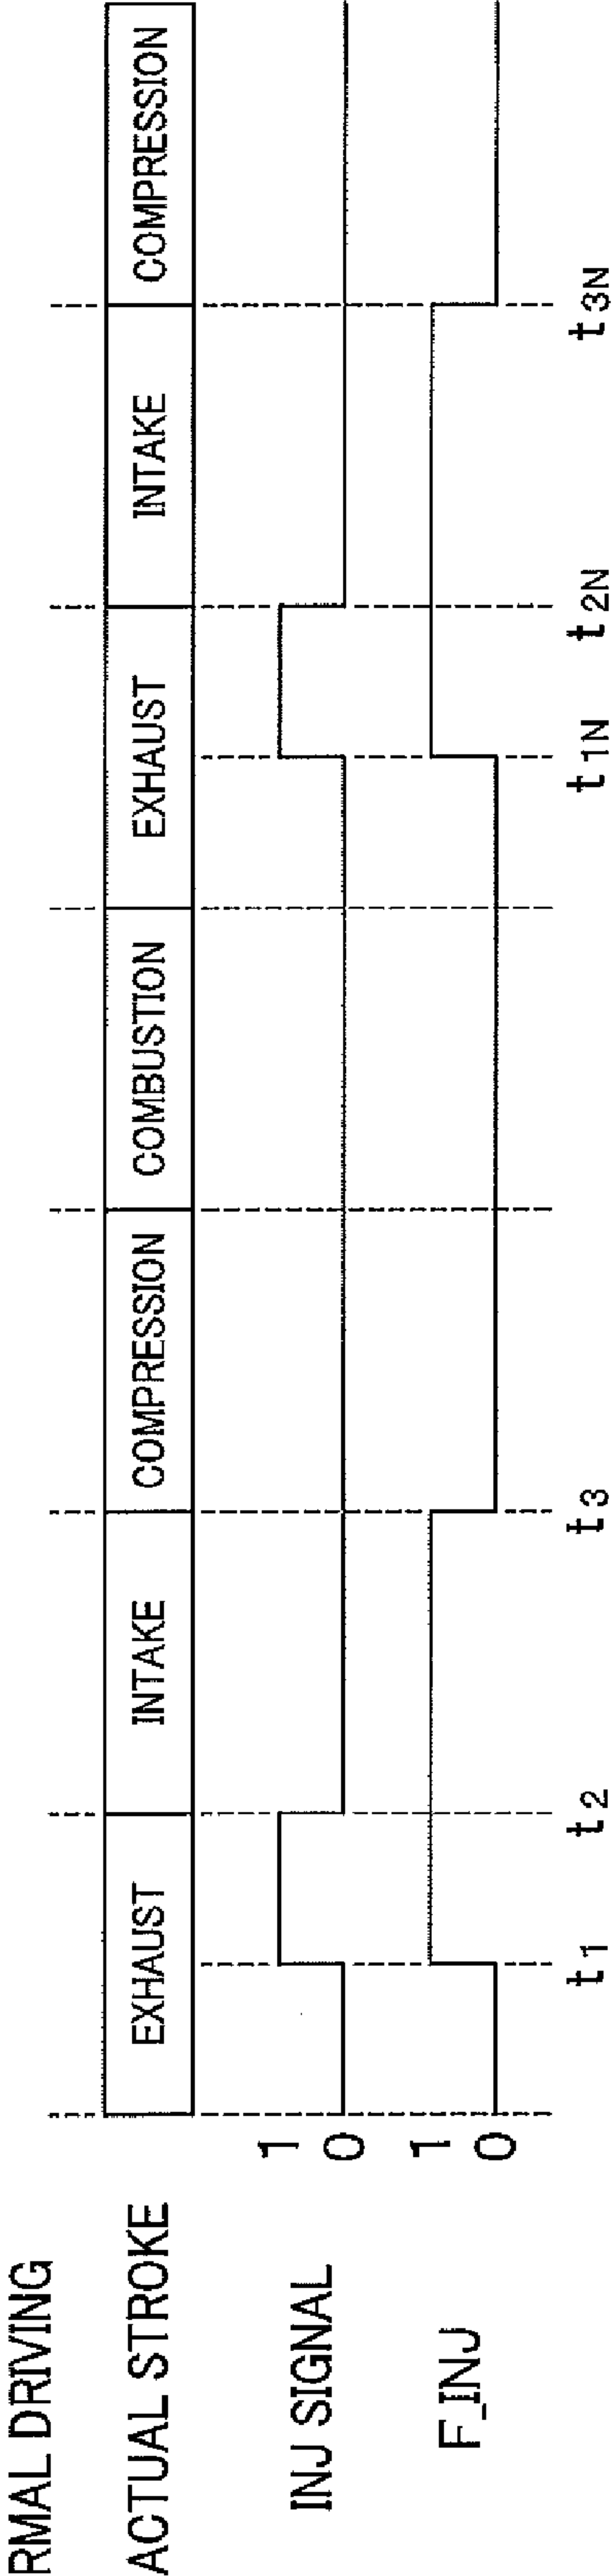 RMAL DRIVING
ACTUAL STROKE
EXHAUST INTAKE COMPRESSION COMBUSTION EXHAUST INTAKE COMPRESSION
INJ SIGNAL
1
0
F_INJ
1
0
t1 t2 t3 t1N t2N t3N